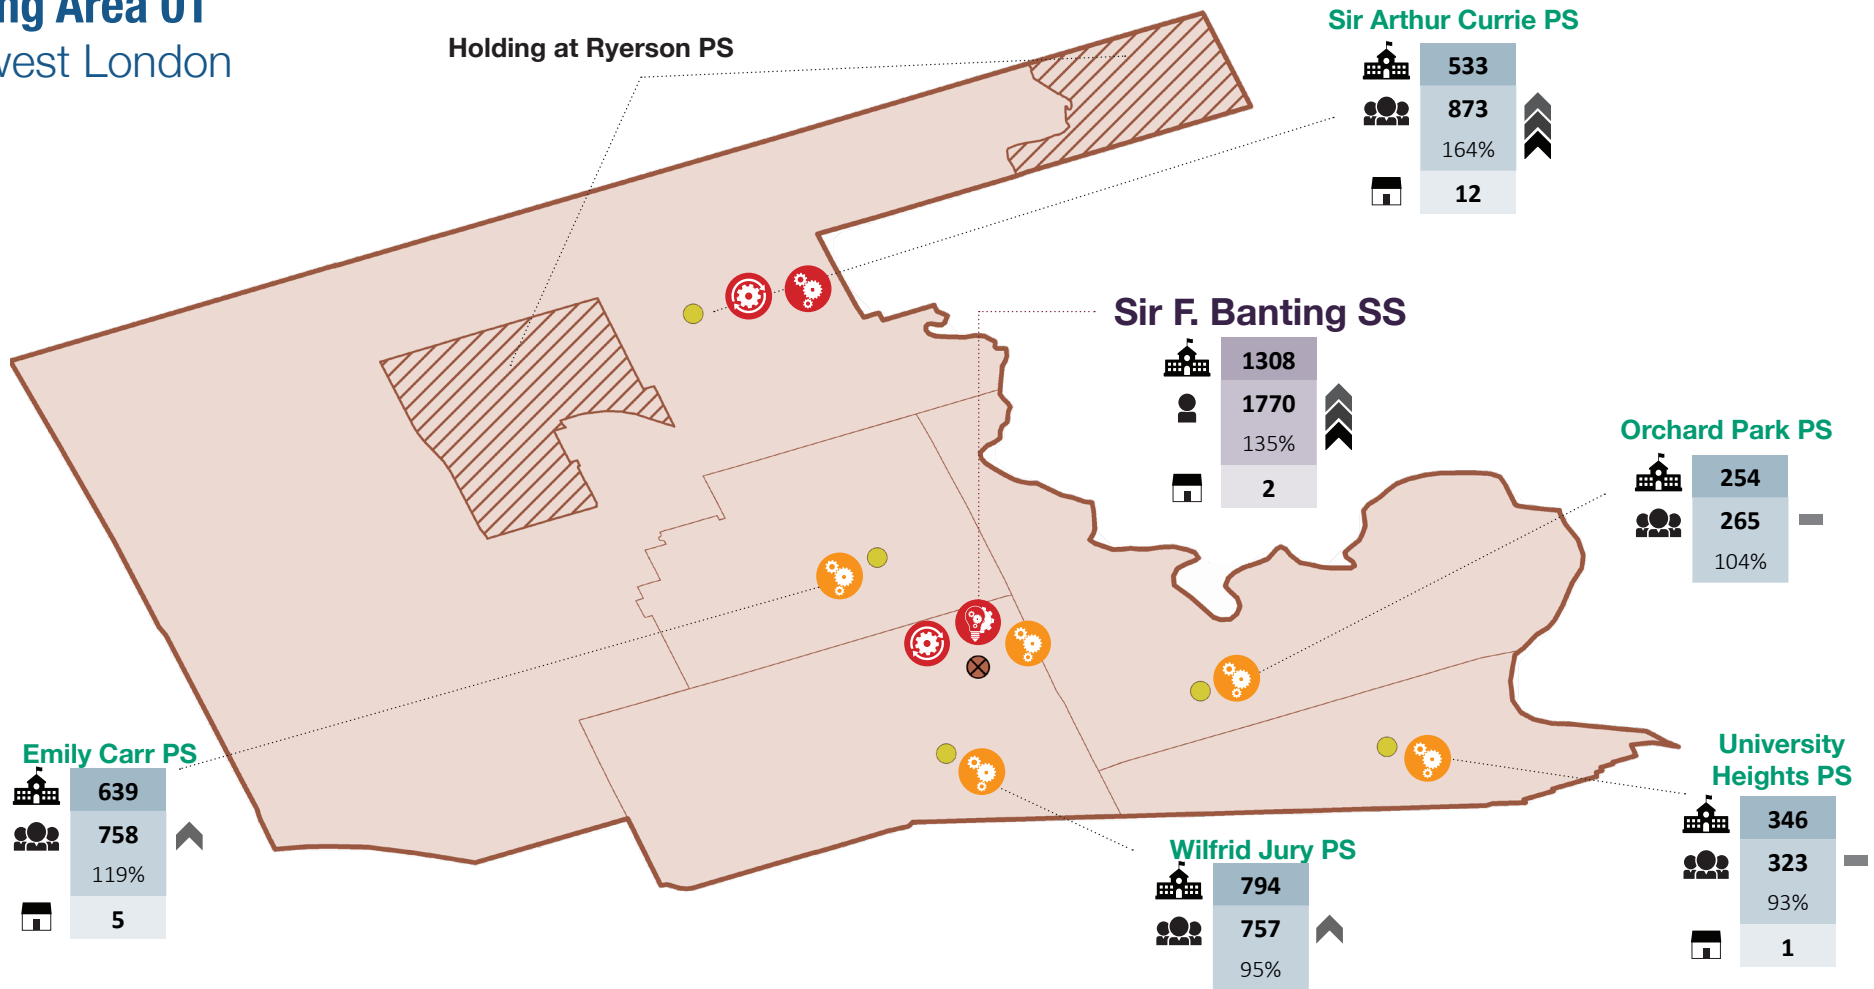 ng Area 01
west London
Holding at Ryerson PS
Sir Arthur Currie PS
533
873
164%
12
Sir F. Banting SS
1308
1770
135%
2
Orchard Park PS
254
265
104%
Emily Carr PS
639
758
119%
5
Wilfrid Jury PS
794
757
95%
University
Heights PS
346
323
93%
1